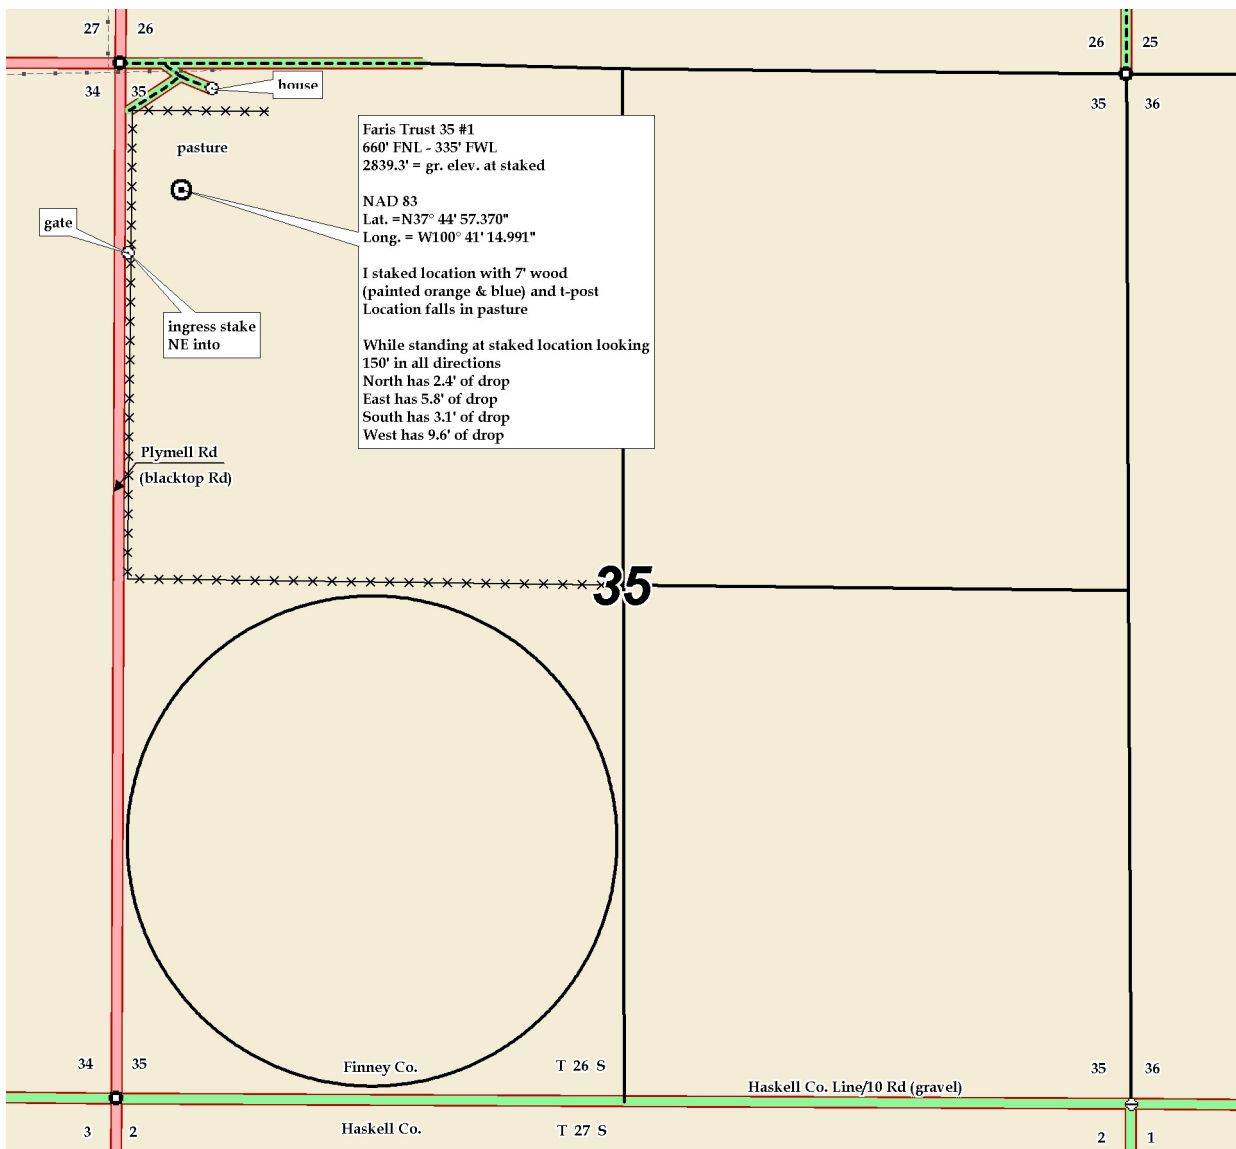 27 26
26 25
34 35
35 36
house
pasture
Faris Trust 35 #1
660' FNL - 335' FWL
2839.3' = gr. elev. at staked
NAD 83
Lat. =N37° 44' 57.370"
Long. = W100° 41' 14.991"
I staked location with 7' wood
(painted orange & blue) and t-post
Location falls in pasture
While standing at staked location looking
150' in all directions
North has 2.4' of drop
East has 5.8' of drop
South has 3.1' of drop
West has 9.6' of drop
gate
ingress stake
NE into
Plymell Rd
(blacktop Rd)
35
34 35
Finney Co.
T 26 S
35 36
Haskell Co. Line/10 Rd (gravel)
3 2
Haskell Co.
T 27 S
2 1